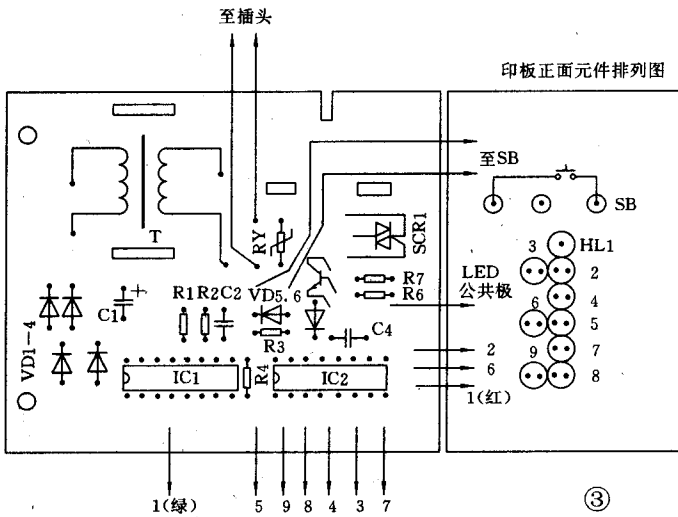 至插头
印板正面元件排列图
至SB
SB
T
RY
SCR1
HL1
3
2
LED
公共极
R7
R6
4
6
5
C1
+
R1
R2
C2
VD5.6
C4
R3
VD1-4
IC1
R4
IC2
2
6
1(红)
9
7
8
1(绿)
5
9
8
4
3
7
③